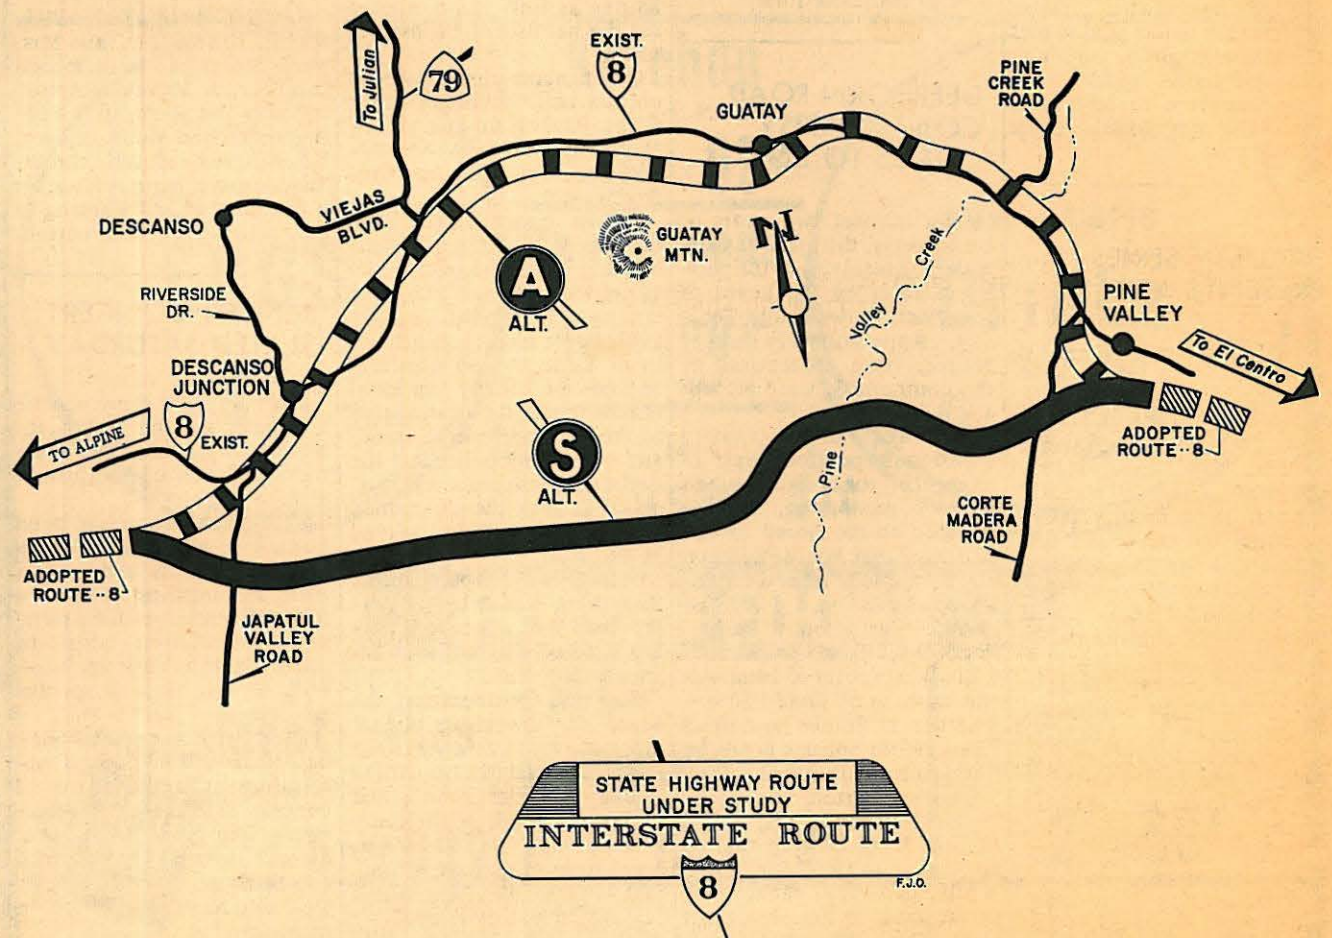 To Julian
79
EXIST.
8
GUATAY
PINE
CREEK
ROAD
DESCANSO
VIEJAS
BLVD.
GUATAY
MTN.
N
Creek
Valley
Pine
RIVERSIDE
DR.
A
ALT.
PINE
VALLEY
To El Centro
DESCANSO
JUNCTION
TO ALPINE
8
EXIST.
S
ALT.
ADOPTED
ROUTE--8
CORTE
MADERA
ROAD
ADOPTED
ROUTE--8
JAPATUL
VALLEY
ROAD
STATE HIGHWAY ROUTE
UNDER STUDY
INTERSTATE ROUTE
8
F.J.O.